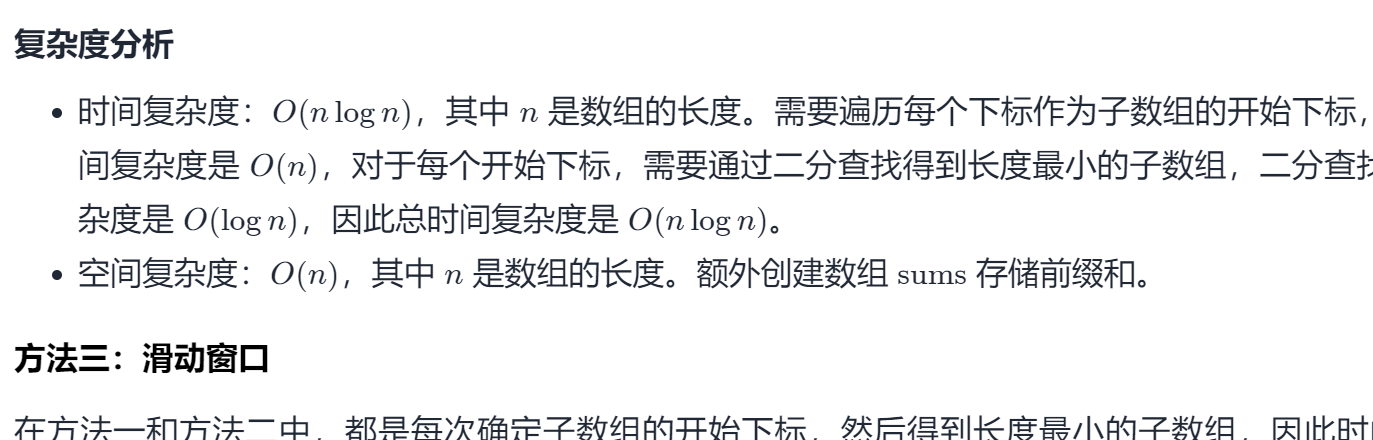 复杂度分析
• 时间复杂度：O(n log n)，其中 n 是数组的长度。需要遍历每个下标作为子数组的开始下标，
间复杂度是 O(n)，对于每个开始下标，需要通过二分查找得到长度最小的子数组，二分查找
杂度是 O(log n)，因此总时间复杂度是 O(n log n)。
• 空间复杂度：O(n)，其中 n 是数组的长度。额外创建数组 sums 存储前缀和。
方法三：滑动窗口
在方法一和方法二中，都是每次确定子数组的开始下标，然后得到长度最小的子数组，因此时